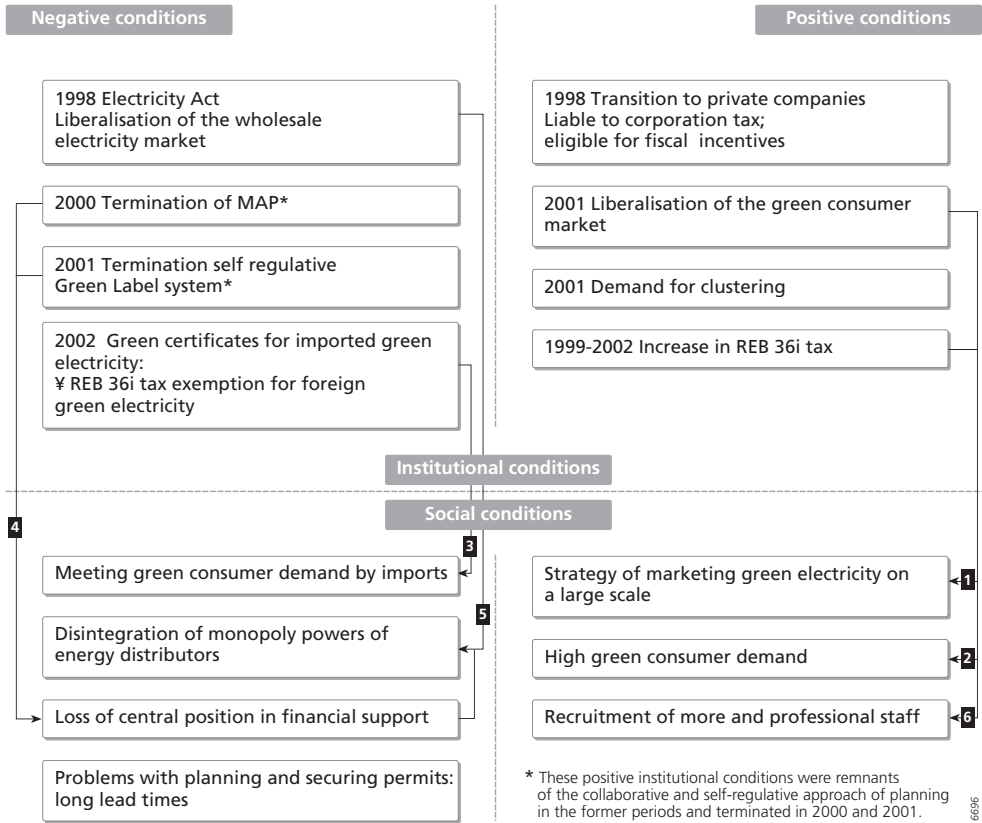 Negative conditions
Positive conditions
1998 Electricity Act
Liberalisation of the wholesale
electricity market
2000 Termination of MAP*
2001 Termination self regulative
Green Label system*
2002 Green certificates for imported green
electricity:
¥ REB 36i tax exemption for foreign
green electricity
1998 Transition to private companies
Liable to corporation tax;
eligible for fiscal incentives
2001 Liberalisation of the green consumer
market
2001 Demand for clustering
1999-2002 Increase in REB 36i tax
Institutional conditions
Social conditions
4
3
5
Meeting green consumer demand by imports
Disintegration of monopoly powers of
energy distributors
Loss of central position in financial support
Problems with planning and securing permits:
long lead times
Strategy of marketing green electricity on
a large scale
1
High green consumer demand
2
Recruitment of more and professional staff
6
* These positive institutional conditions were remnants
of the collaborative and self-regulative approach of planning
in the former periods and terminated in 2000 and 2001.
6696